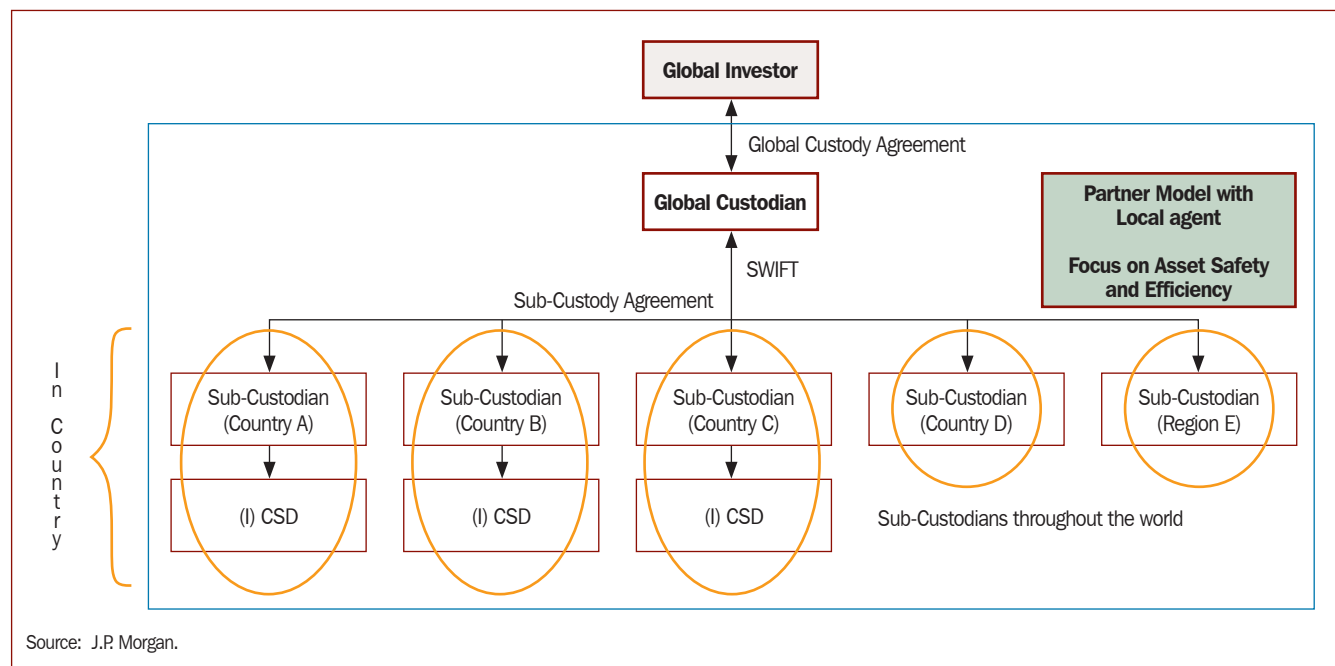 Global Investor
Global Custody Agreement
Global Custodian
Partner Model with
Local agent
Focus on Asset Safety
and Efficiency
SWIFT
Sub-Custody Agreement
In Country
Sub-Custodian
(Country A)
Sub-Custodian
(Country B)
Sub-Custodian
(Country C)
Sub-Custodian
(Country D)
Sub-Custodian
(Region E)
(I) CSD
(I) CSD
(I) CSD
Sub-Custodians throughout the world
Source: J.P. Morgan.